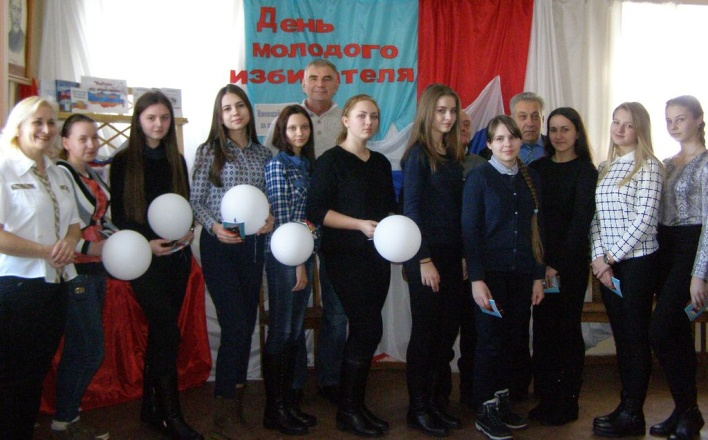 День
молодого
избирателя